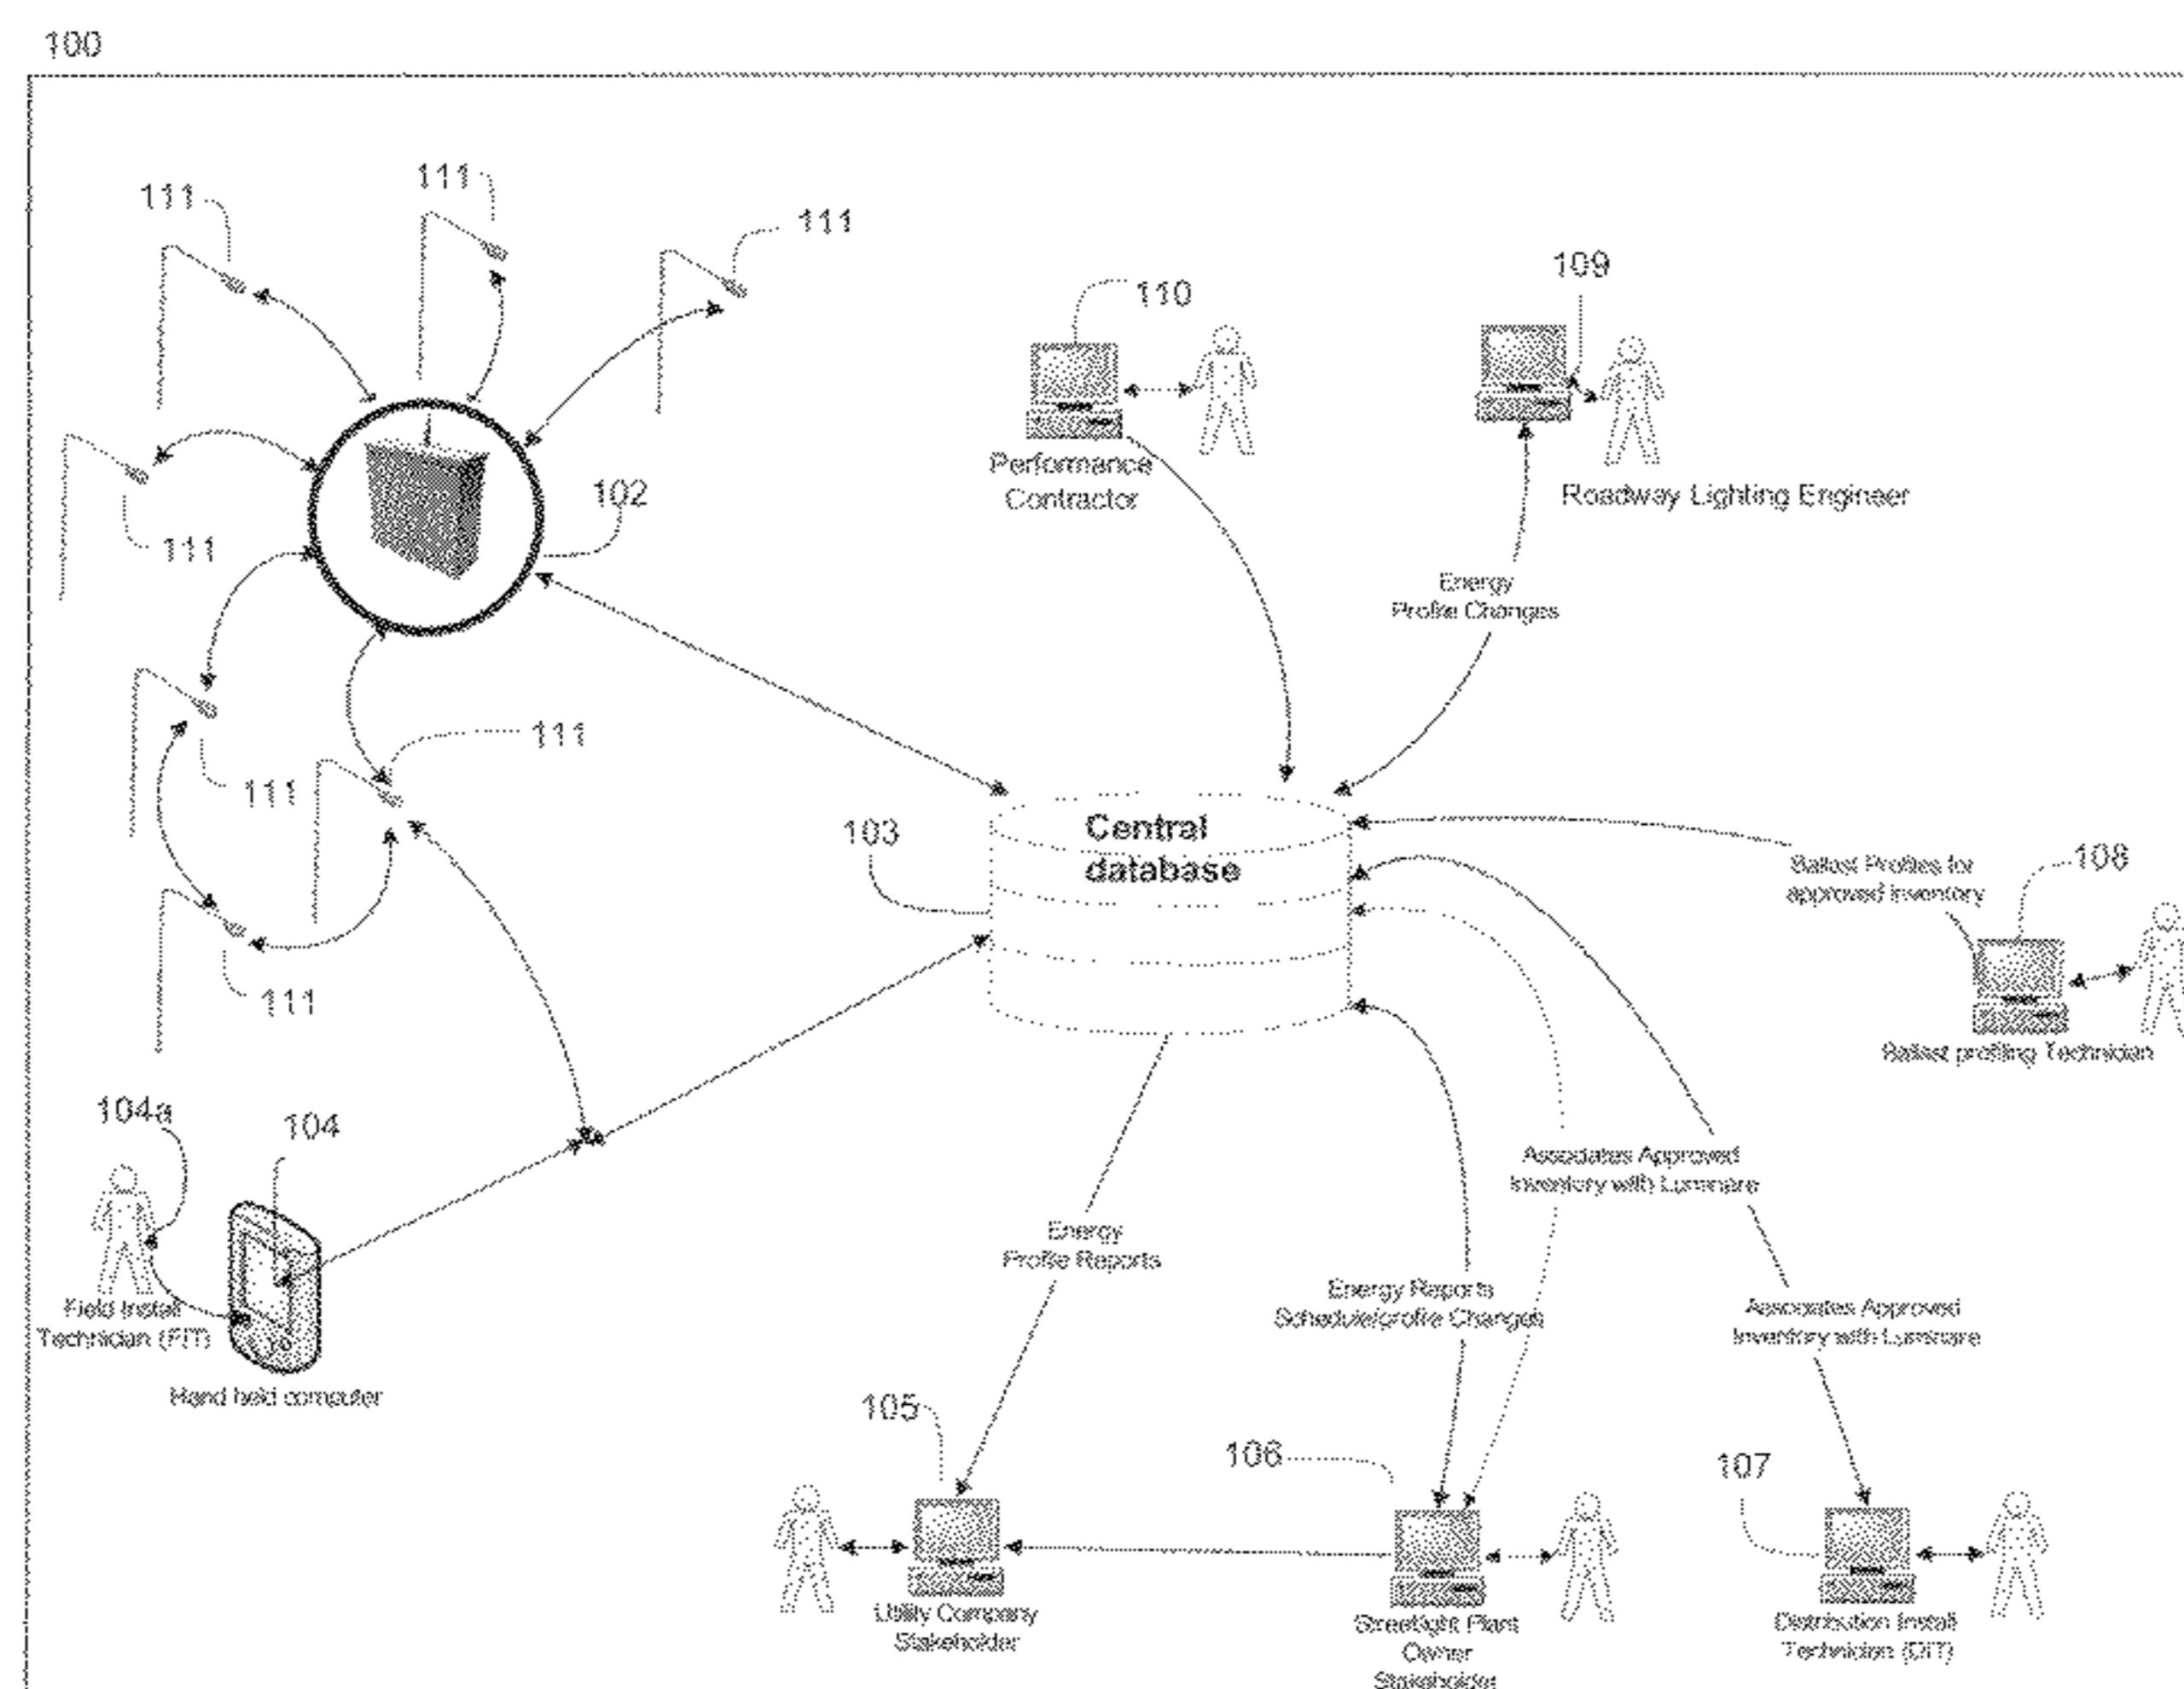 100
111
111
111
109
110
Performance
Contractor
102
Roadway Lighting Engineer
111
Energy
Profile Changes
111
111
103
Central
database
Ballast Profiles for
approved inventory
108
111
Ballast profiling Technician
104a
104
Associates Approved
Inventory with Luminare
Energy
Profile Reports
Energy Reports
Schedule/profile Changes
Field Install
Technician (FIT)
Associates Approved
Inventory with Luminare
Hand held computer
105
106
107
Utility Company
Stakeholder
Streetlight Plant
Owner
Stakeholder
Distribution Install
Technician (DIT)